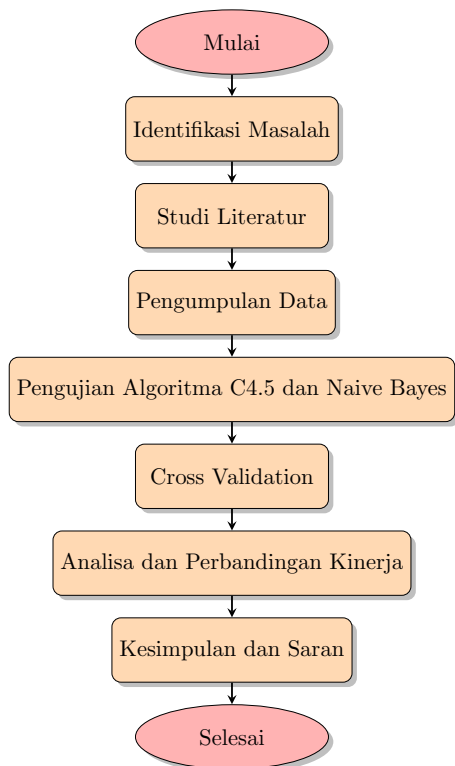 Mulai
Identifikasi Masalah
Studi Literatur
Pengumpulan Data
Pengujian Algoritma C4.5 dan Naive Bayes
Cross Validation
Analisa dan Perbandingan Kinerja
Kesimpulan dan Saran
Selesai